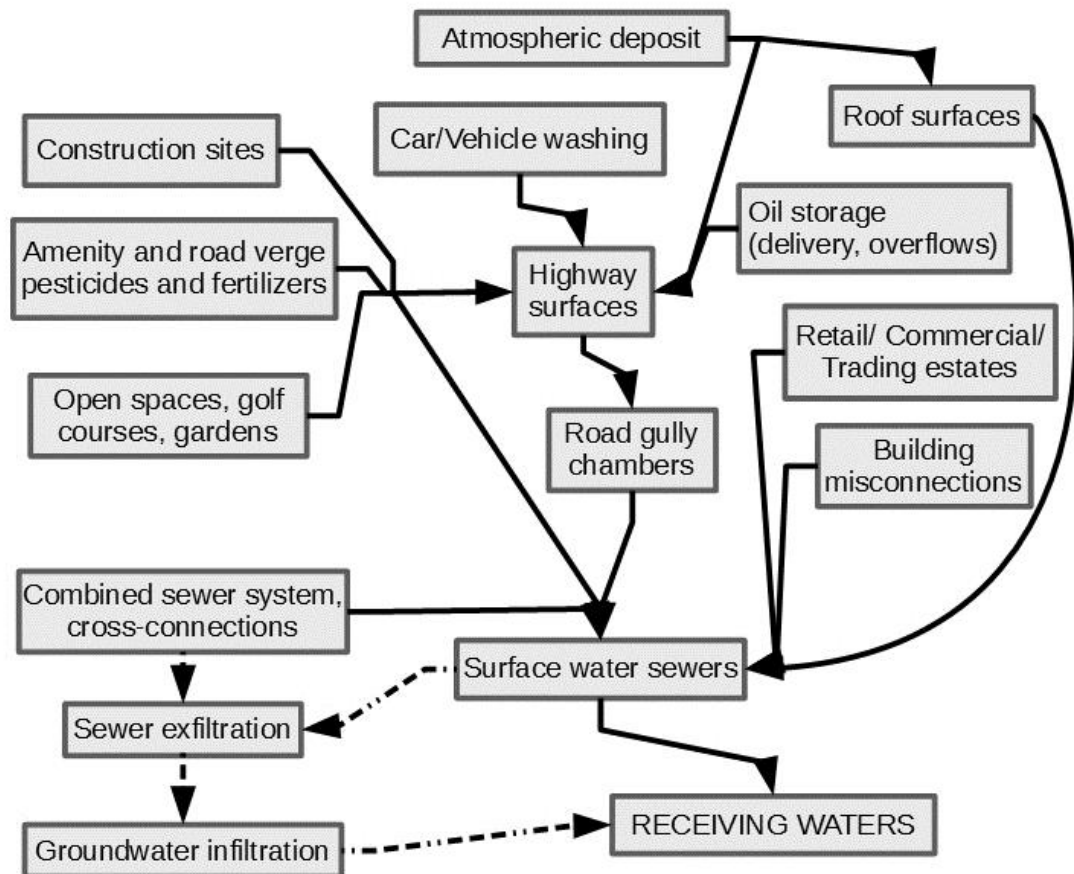 Atmospheric deposit
Roof surfaces
Car/Vehicle washing
Construction sites
Oil storage
(delivery, overflows)
Amenity and road verge
pesticides and fertilizers
Highway
surfaces
Retail/ Commercial/
Trading estates
Open spaces, golf
courses, gardens
Road gully
chambers
Building
misconnections
Combined sewer system,
cross-connections
Surface water sewers
Sewer exfiltration
RECEIVING WATERS
Groundwater infiltration